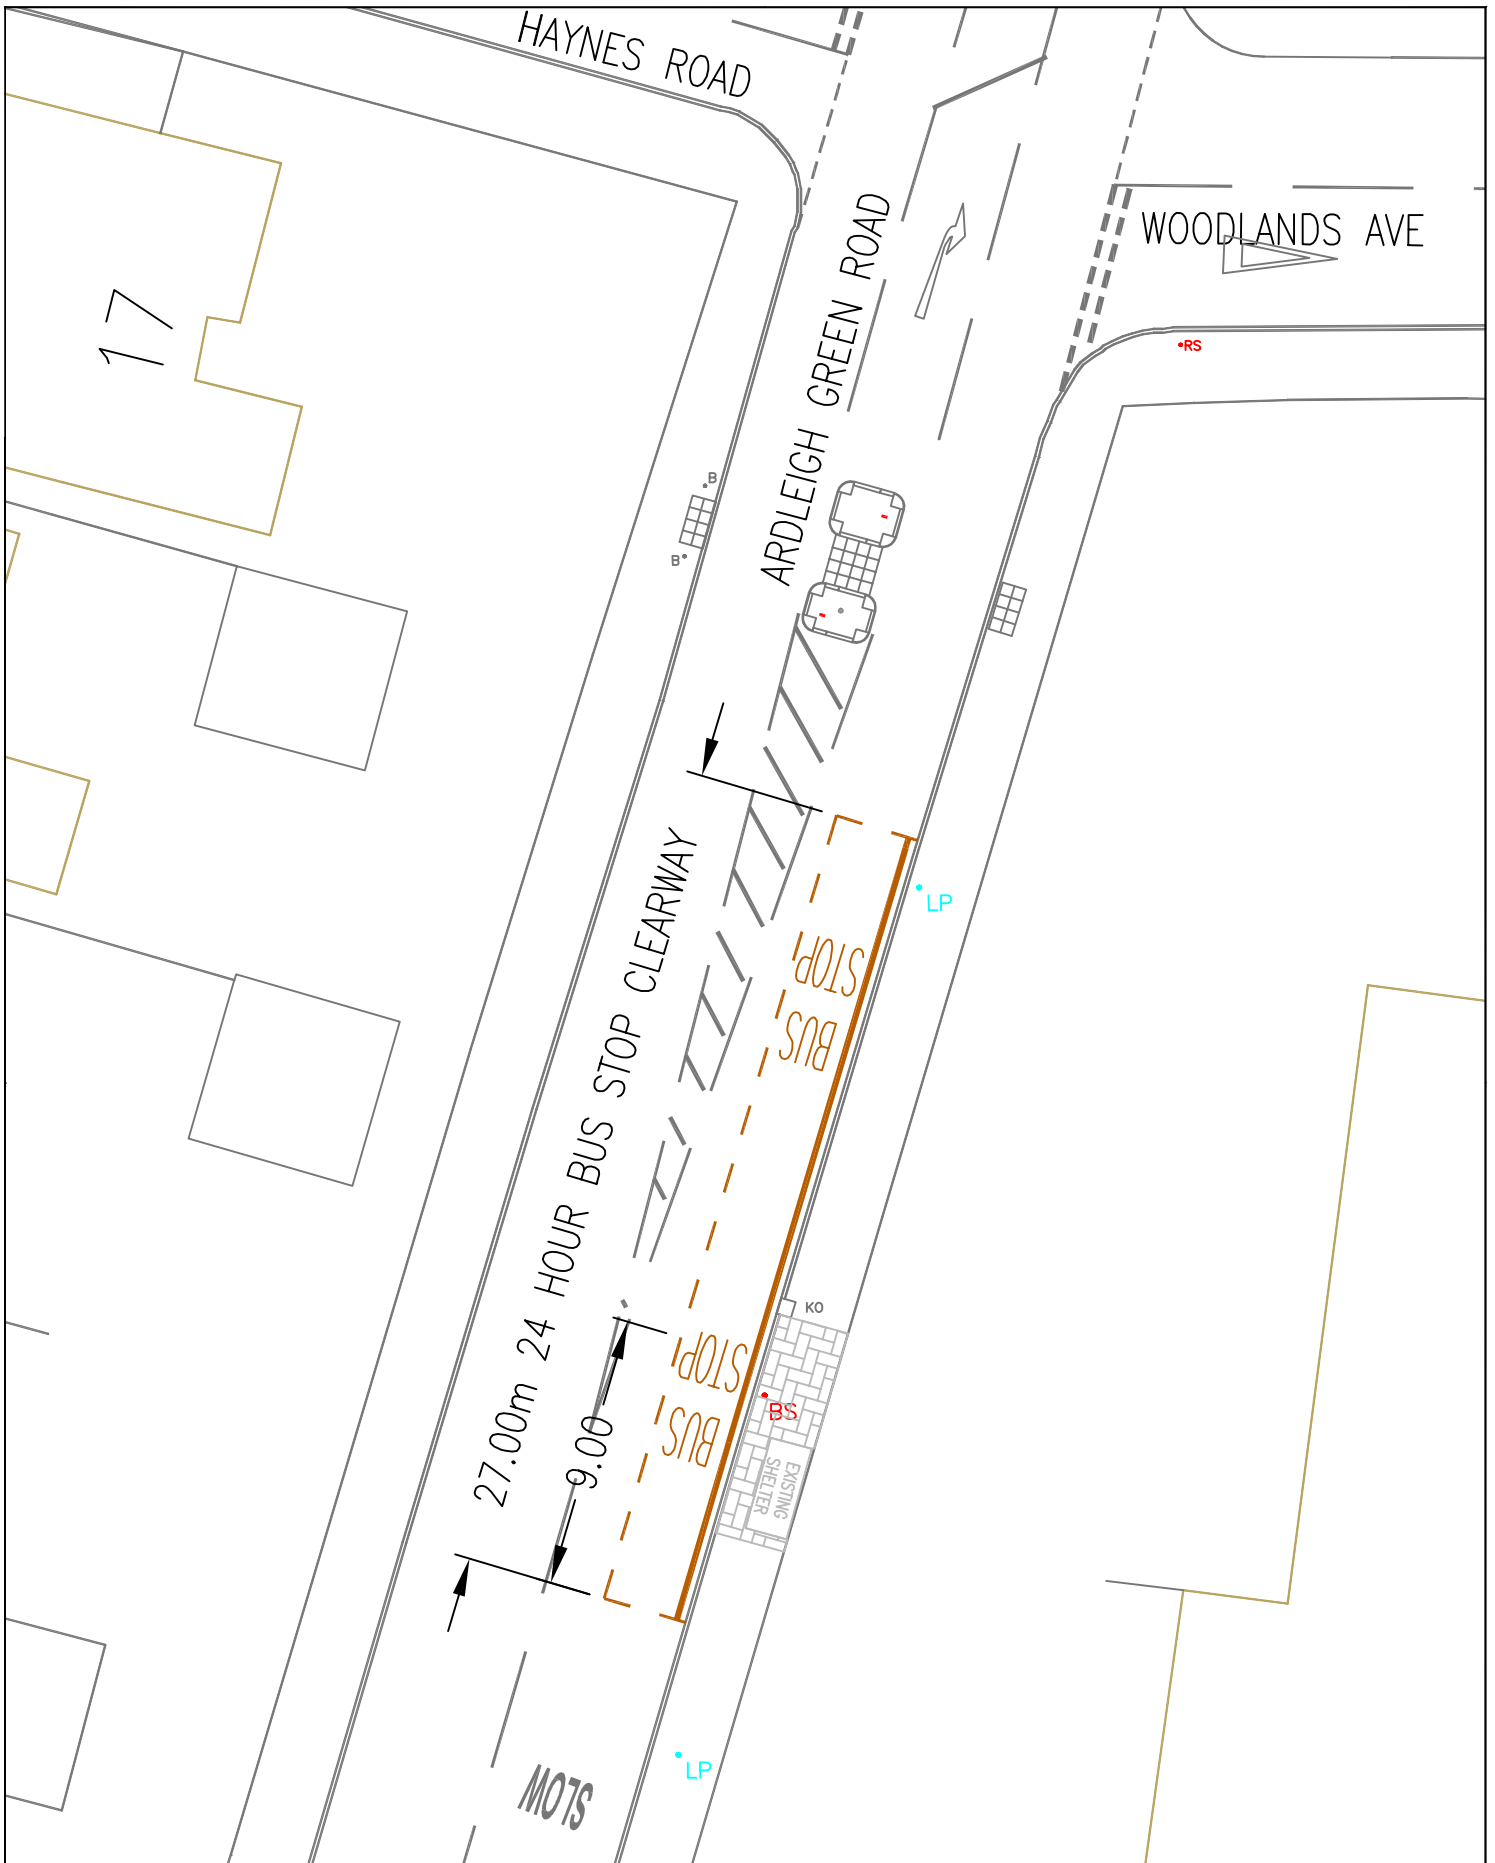 HAYNES ROAD
WOODLANDS AVE
ARDLEIGH GREEN ROAD
17
RS
B
B
LP
27.00m 24 HOUR BUS STOP CLEARWAY
STOP
BUS
KO
9.00
STOP
BUS
BS
EXISTING
SHELTER
LP
SLOW